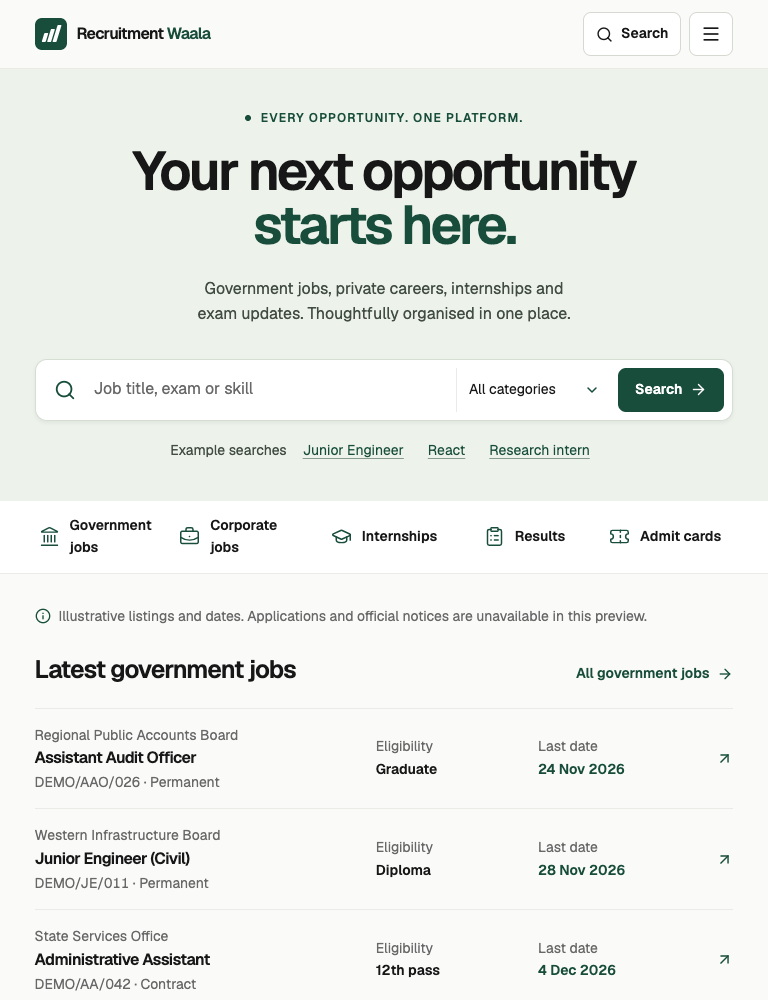 Recruitment Waala
Search
EVERY OPPORTUNITY. ONE PLATFORM.
Your next opportunity
starts here.
Government jobs, private careers, internships and
exam updates. Thoughtfully organised in one place.
Job title, exam or skill
All categories
Search
Example searches Junior Engineer React Research intern
Government
jobs
Corporate
jobs
Internships
Results
Admit cards
Illustrative listings and dates. Applications and official notices are unavailable in this preview.
Latest government jobs
All government jobs
Regional Public Accounts Board
Assistant Audit Officer
DEMO/AAO/026 · Permanent
Eligibility
Graduate
Last date
24 Nov 2026
Western Infrastructure Board
Junior Engineer (Civil)
DEMO/JE/011 · Permanent
Eligibility
Diploma
Last date
28 Nov 2026
State Services Office
Administrative Assistant
DEMO/AA/042 · Contract
Eligibility
12th pass
Last date
4 Dec 2026